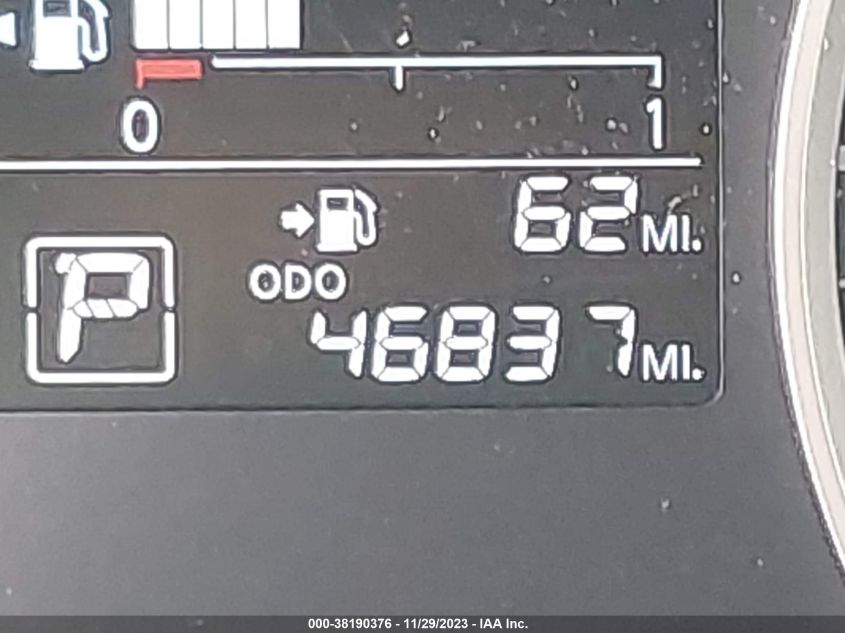 0 1
62 MI.
P
ODO
46837 MI.
000-38190376 - 11/29/2023 - IAA Inc.